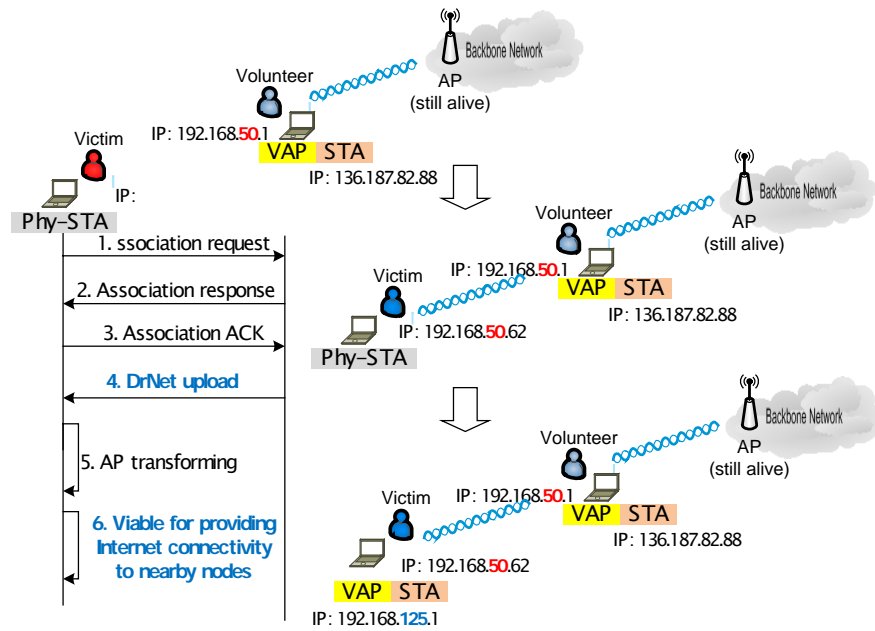 Backbone Network
AP
(still alive)
Volunteer
IP: 192.168.50.1
VAP STA
IP: 136.187.82.88
Victim
IP:
Phy-STA
1. ssociation request
2. Association response
3. Association ACK
4. DrNet upload
5. AP transforming
6. Viable for providing
Internet connectivity
to nearby nodes
Backbone Network
AP
(still alive)
Volunteer
IP: 192.168.50.1
VAP STA
IP: 136.187.82.88
Victim
IP: 192.168.50.62
Phy-STA
Backbone Network
AP
(still alive)
Volunteer
IP: 192.168.50.1
VAP STA
IP: 136.187.82.88
Victim
IP: 192.168.50.62
VAP STA
IP: 192.168.125.1